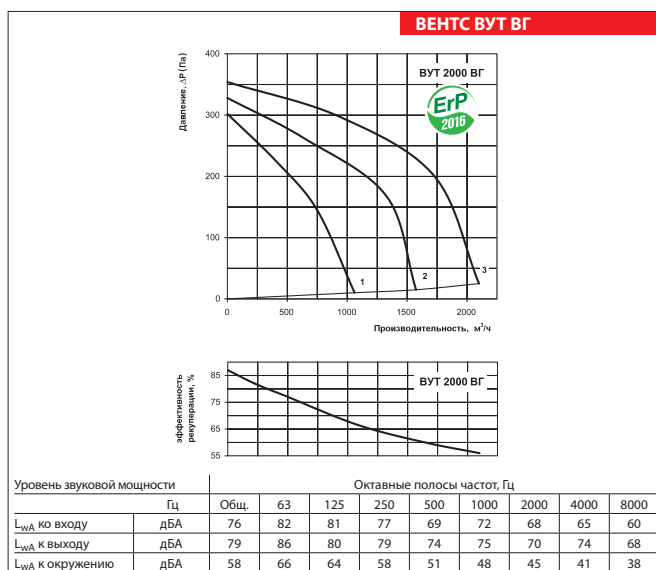 ВЕНТС ВУТ ВГ
400
300
200
100
0
Давление, ΔP (Па)
ВУТ 2000 ВГ
ErP
2016
1
2
3
0 500 1000 1500 2000
Производительность, м³/ч
85
75
65
55
эффективность
рекуперации, %
ВУТ 2000 ВГ
Уровень звуковой мощности Октавные полосы частот, Гц
Гц Общ. 63 125 250 500 1000 2000 4000 8000
LwA ко входу дБА 76 82 81 77 69 72 68 65 60
LwA к выходу дБА 79 86 80 79 74 75 70 74 68
LwA к окружению дБА 58 66 64 58 51 48 45 41 38